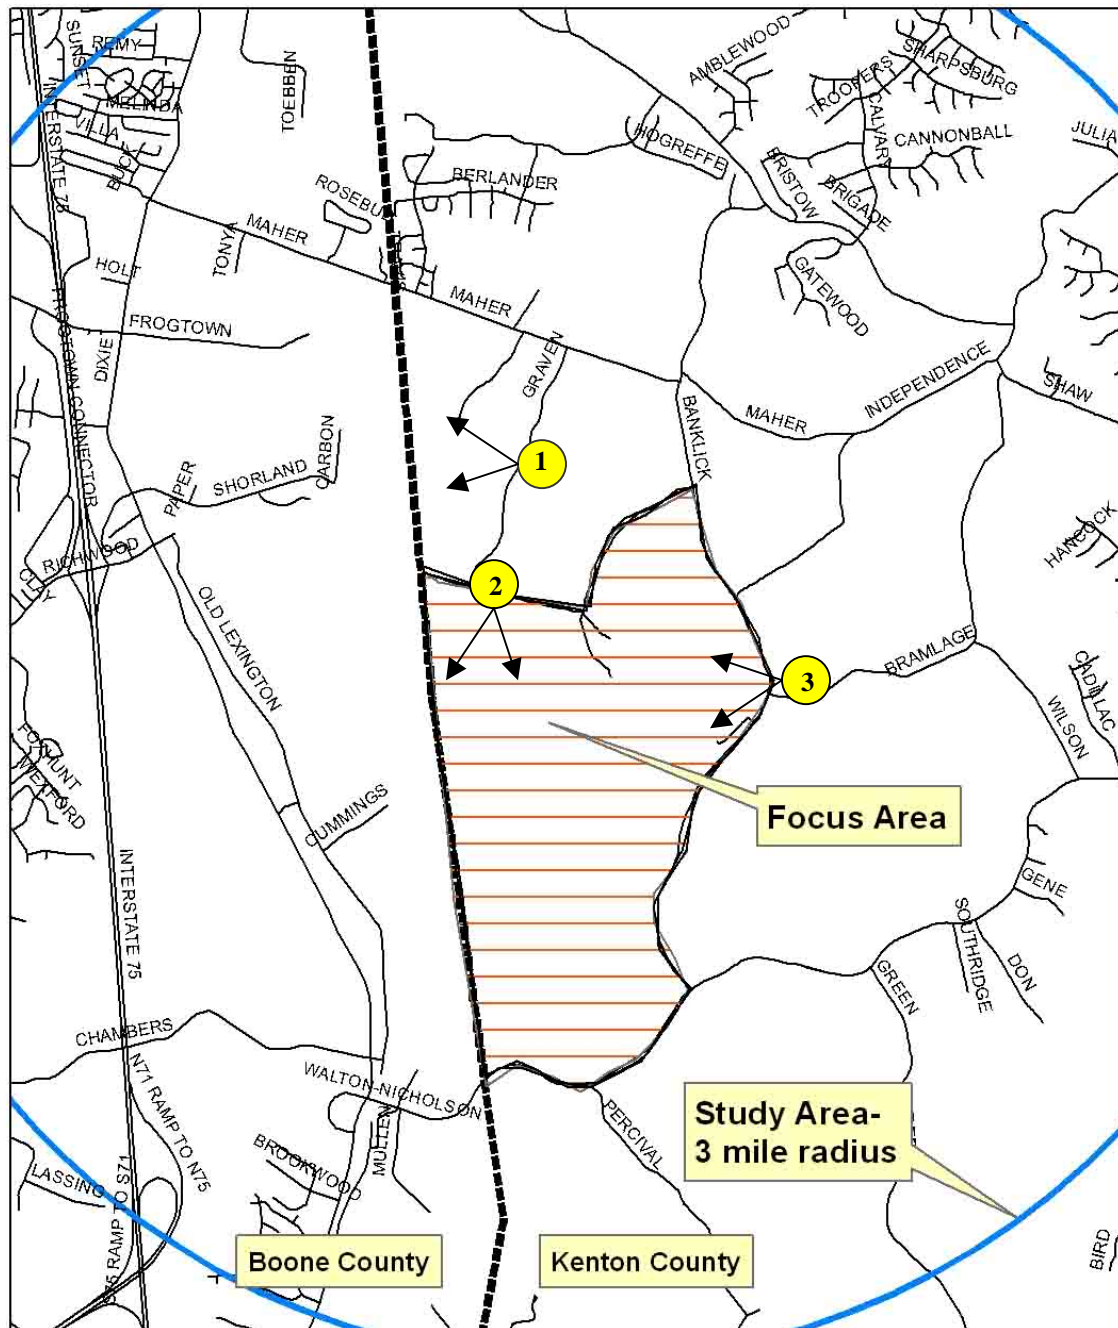 REMY
SUNSET
MELINDA
VILLA
BUCK
INTERSTATE 75
TOEBBEN
AMBLEWOOD
SHARPSBURG
TROOPERS
CALVARY
CANNONBALL
JULIA
HOGREFFE
BRISTOW
BRIGADE
BERLANDER
MAHER
TONYA
HOLT
FROGTOWN
DIXIE
FROGTOWN CONNECTOR
MAHER
GRAVEN
GATEWOOD
INDEPENDENCE
SHAW
MAHER
BANKLICK
CARBON
SHORLAND
PAPER
RICHWOOD
CLAY
HANCOCK
1
2
3
OLD LEXINGTON
BRAMLAGE
CADILLAC
WILSON
WEXFORD
CUMMINGS
Focus Area
INTERSTATE 75
GENE
SOUTHRIDGE
DON
GREEN
CHAMBERS
WALTON-NICHOLSON
N71 RAMP TO N75
MULLEN
PERCIVAL
Study Area-
3 mile radius
BROOKWOOD
LASSING
S75 RAMP TO S71
BIRD
Boone County
Kenton County